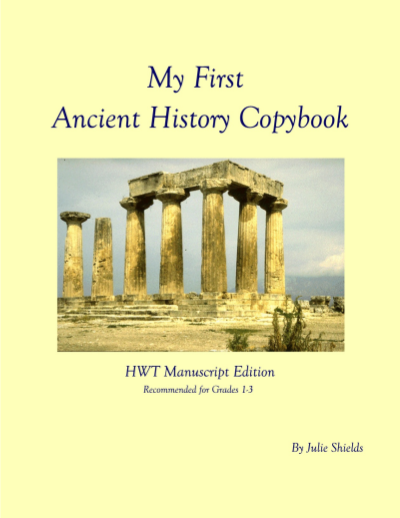 My First
Ancient History Copybook
HWT Manuscript Edition
Recommended for Grades 1-3
By Julie Shields